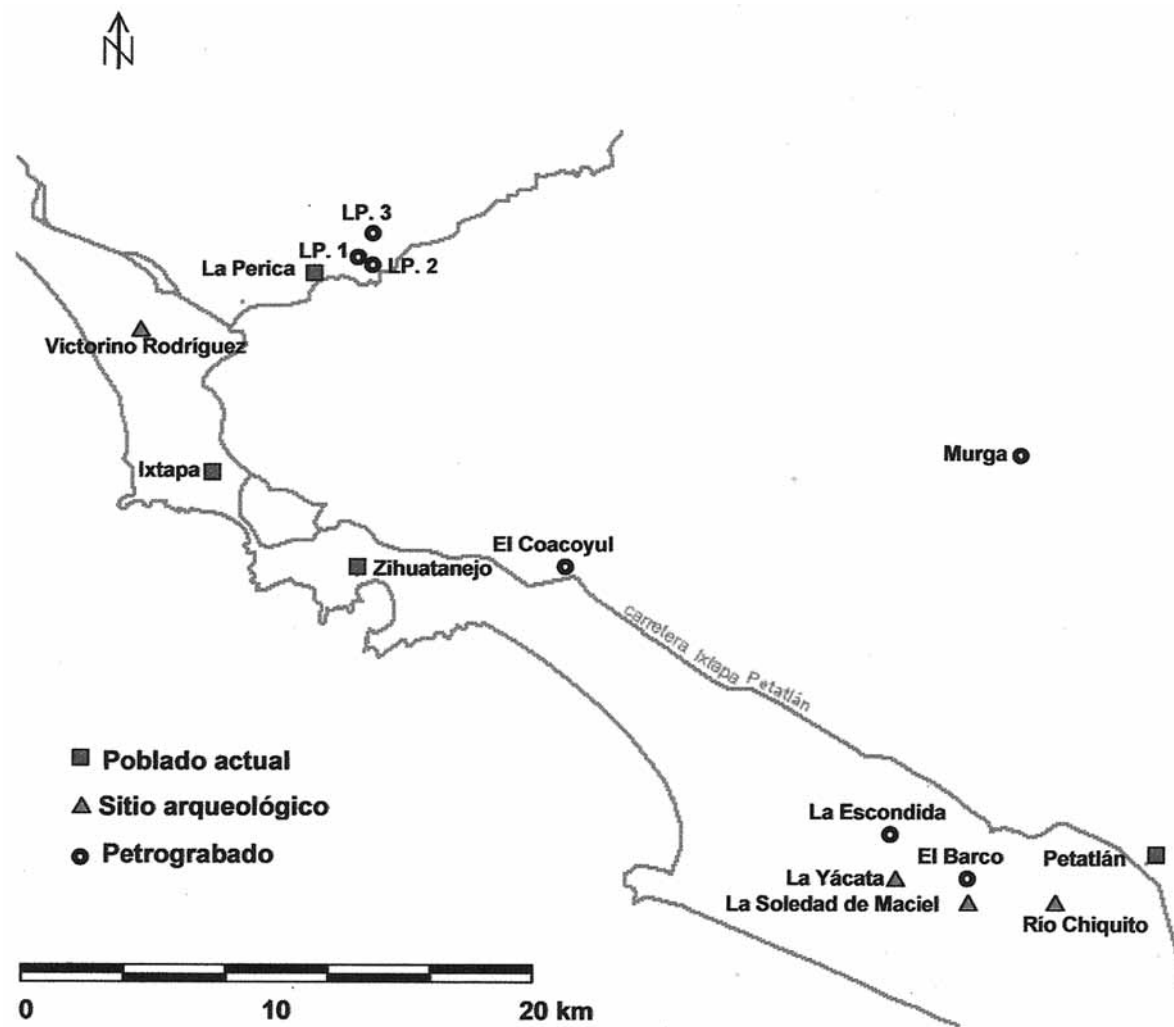 N
LP. 3
LP. 1
La Perica
LP. 2
Victorino Rodríguez
Ixtapa
Murga
El Coacoyul
Zihuatanejo
carretera Ixtapa Petatlán
Poblado actual
Sitio arqueológico
Petrograbado
La Escondida
El Barco
Petatlán
La Yácata
La Soledad de Maciel
Río Chiquito
0 10 20 km